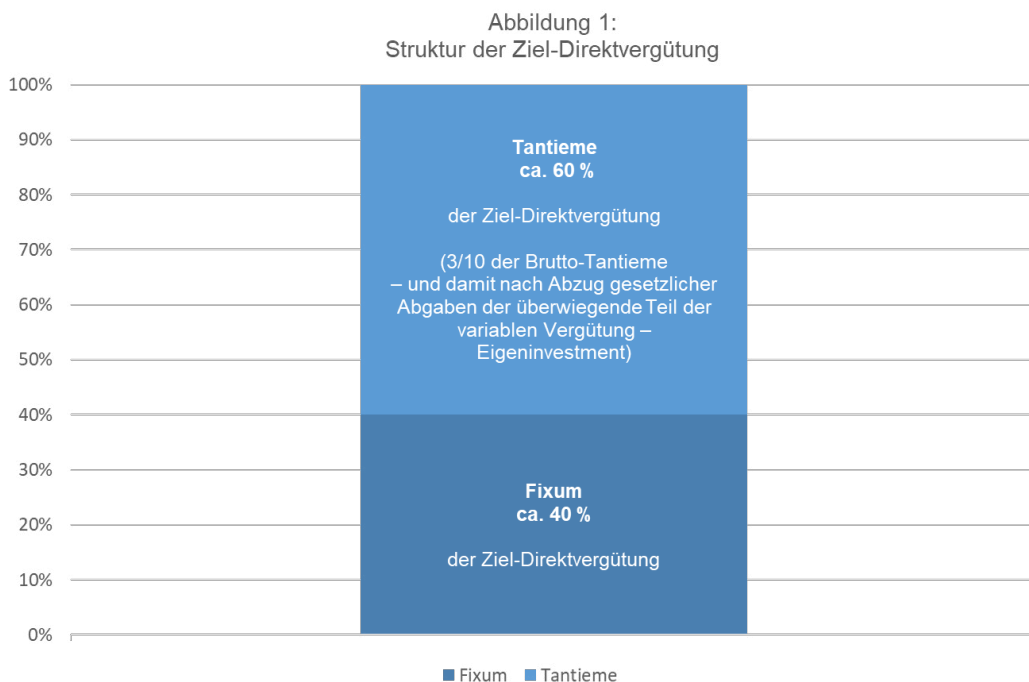 Abbildung 1:
Struktur der Ziel-Direktvergütung
100%
90%
80%
70%
60%
50%
40%
30%
20%
10%
0%
Tantieme
ca. 60 %
der Ziel-Direktvergütung
(3/10 der Brutto-Tantieme
– und damit nach Abzug gesetzlicher
Abgaben der überwiegende Teil der
variablen Vergütung –
Eigeninvestment)
Fixum
ca. 40 %
der Ziel-Direktvergütung
Fixum
Tantieme